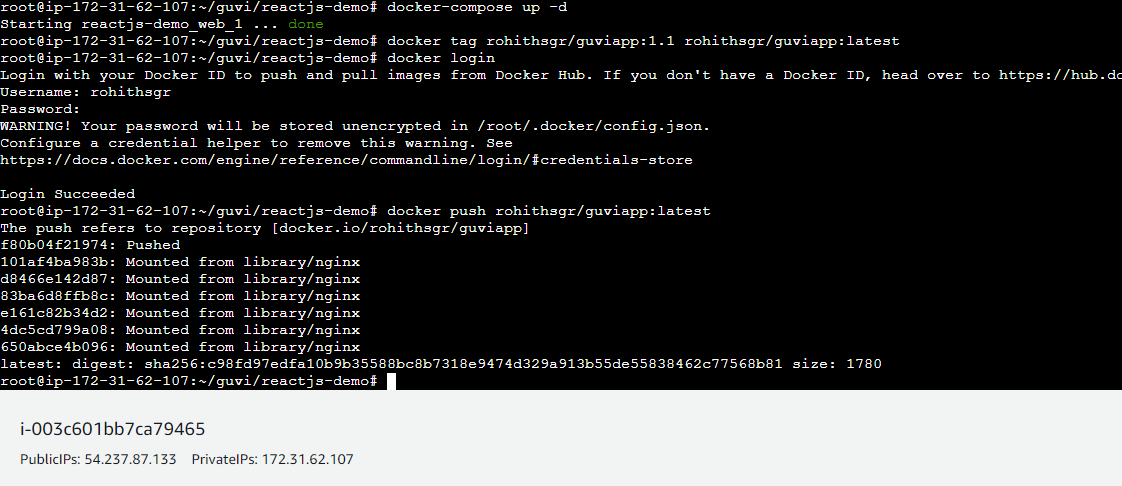 root@ip-172-31-62-107:~/guvi/reactjs-demo# docker-compose up -d
Starting reactjs-demo_web_1 ... done
root@ip-172-31-62-107:~/guvi/reactjs-demo# docker tag rohithsgr/guviapp:1.1 rohithsgr/guviapp:latest
root@ip-172-31-62-107:~/guvi/reactjs-demo# docker login
Login with your Docker ID to push and pull images from Docker Hub. If you don't have a Docker ID, head over to https://hub.do
Username: rohithsgr
Password:
WARNING! Your password will be stored unencrypted in /root/.docker/config.json.
Configure a credential helper to remove this warning. See
https://docs.docker.com/engine/reference/commandline/login/#credentials-store
Login Succeeded
root@ip-172-31-62-107:~/guvi/reactjs-demo# docker push rohithsgr/guviapp:latest
The push refers to repository [docker.io/rohithsgr/guviapp]
f80b04f21974: Pushed
101af4ba983b: Mounted from library/nginx
d8466e142d87: Mounted from library/nginx
83ba6d8ffb8c: Mounted from library/nginx
e161c82b34d2: Mounted from library/nginx
4dc5cd799a08: Mounted from library/nginx
650abce4b096: Mounted from library/nginx
latest: digest: sha256:c98fd97edfa10b9b35588bc8b7318e9474d329a913b55de55838462c77568b81 size: 1780
root@ip-172-31-62-107:~/guvi/reactjs-demo#
i-003c601bb7ca79465
PublicIPs: 54.237.87.133 PrivateIPs: 172.31.62.107